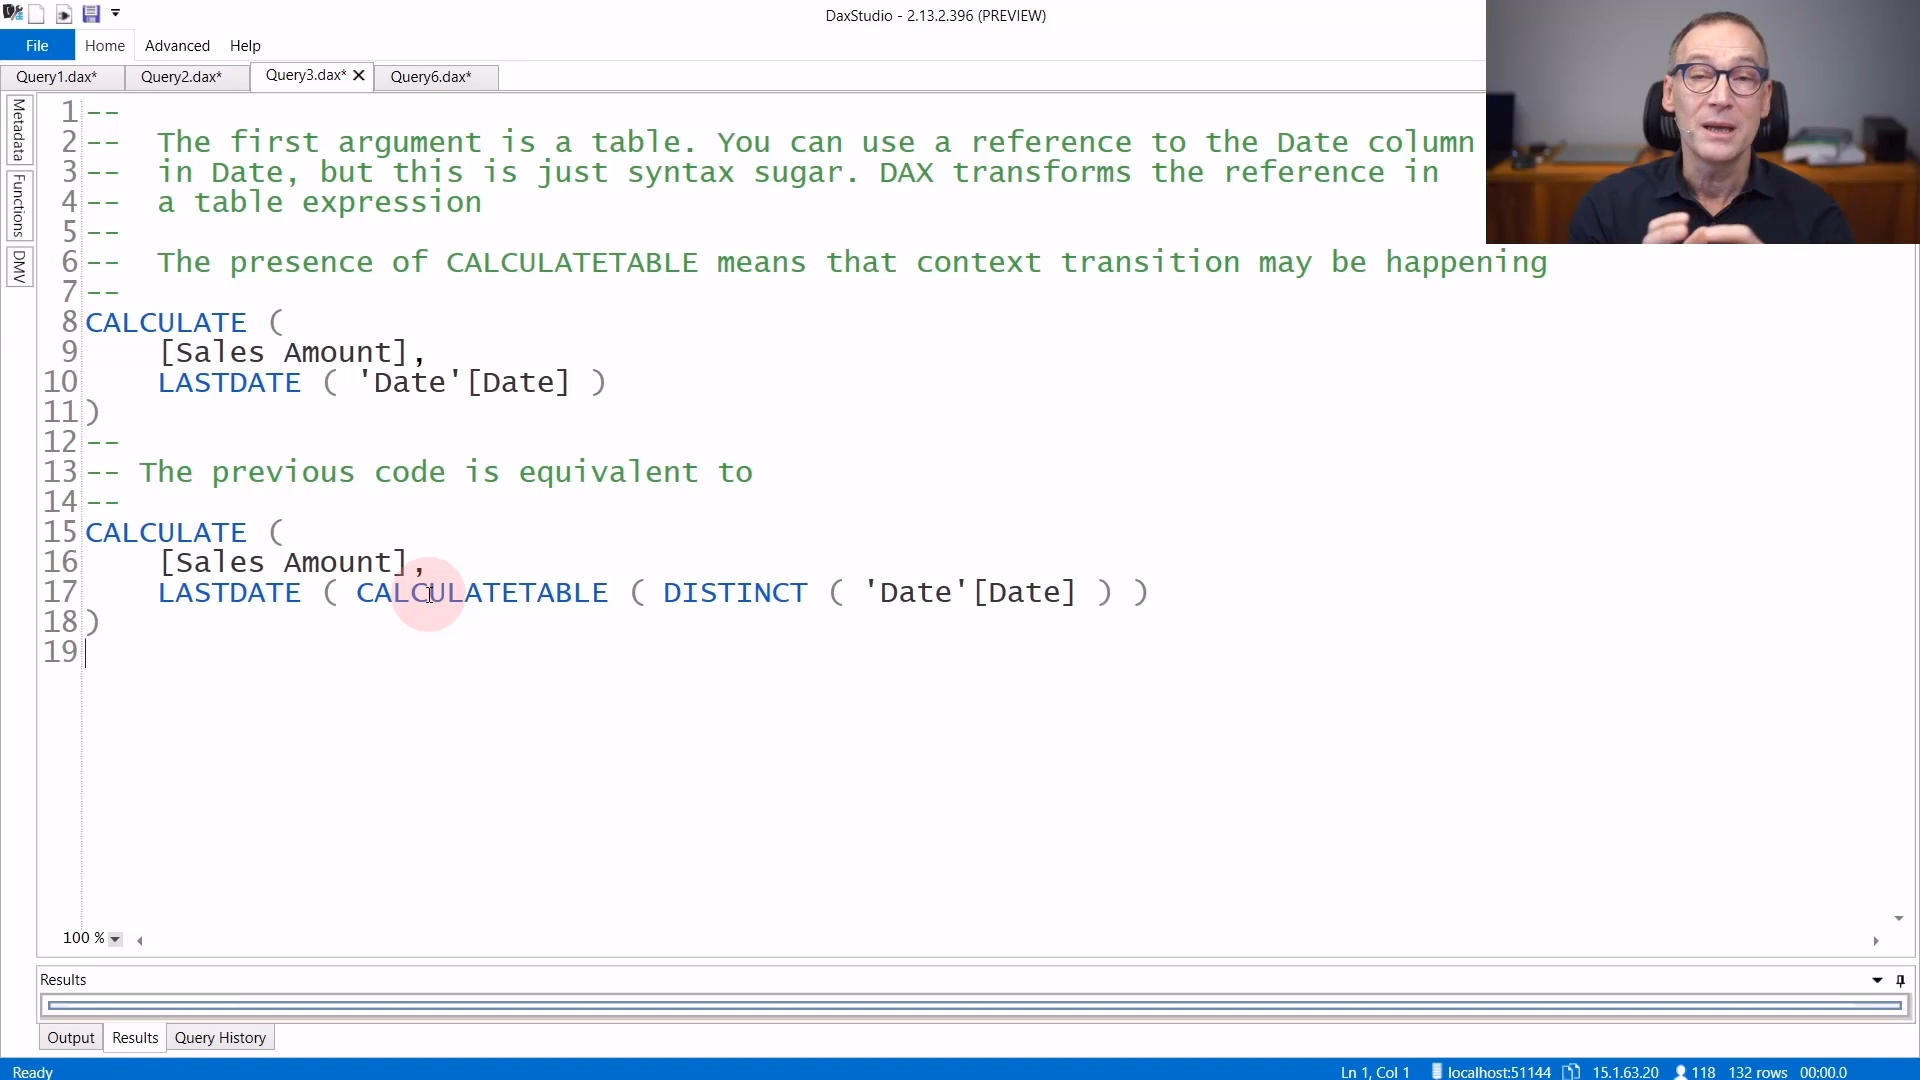 DaxStudio - 2.13.2.396 (PREVIEW)
File Home Advanced Help
Query1.dax* Query2.dax* Query3.dax* Query6.dax*
Metadata
Functions
DMV
1 --
2 -- The first argument is a table. You can use a reference to the Date column
3 -- in Date, but this is just syntax sugar. DAX transforms the reference in
4 -- a table expression
5 --
6 -- The presence of CALCULATETABLE means that context transition may be happening
7 --
8 CALCULATE (
9 [Sales Amount],
10 LASTDATE ( 'Date'[Date] )
11 )
12 --
13 -- The previous code is equivalent to
14 --
15 CALCULATE (
16 [Sales Amount],
17 LASTDATE ( CALCULATETABLE ( DISTINCT ( 'Date'[Date] ) )
18 )
19
100 %
Results
Output Results Query History
Ready Ln 1, Col 1 localhost:51144 15.1.63.20 118 132 rows 00:00.0